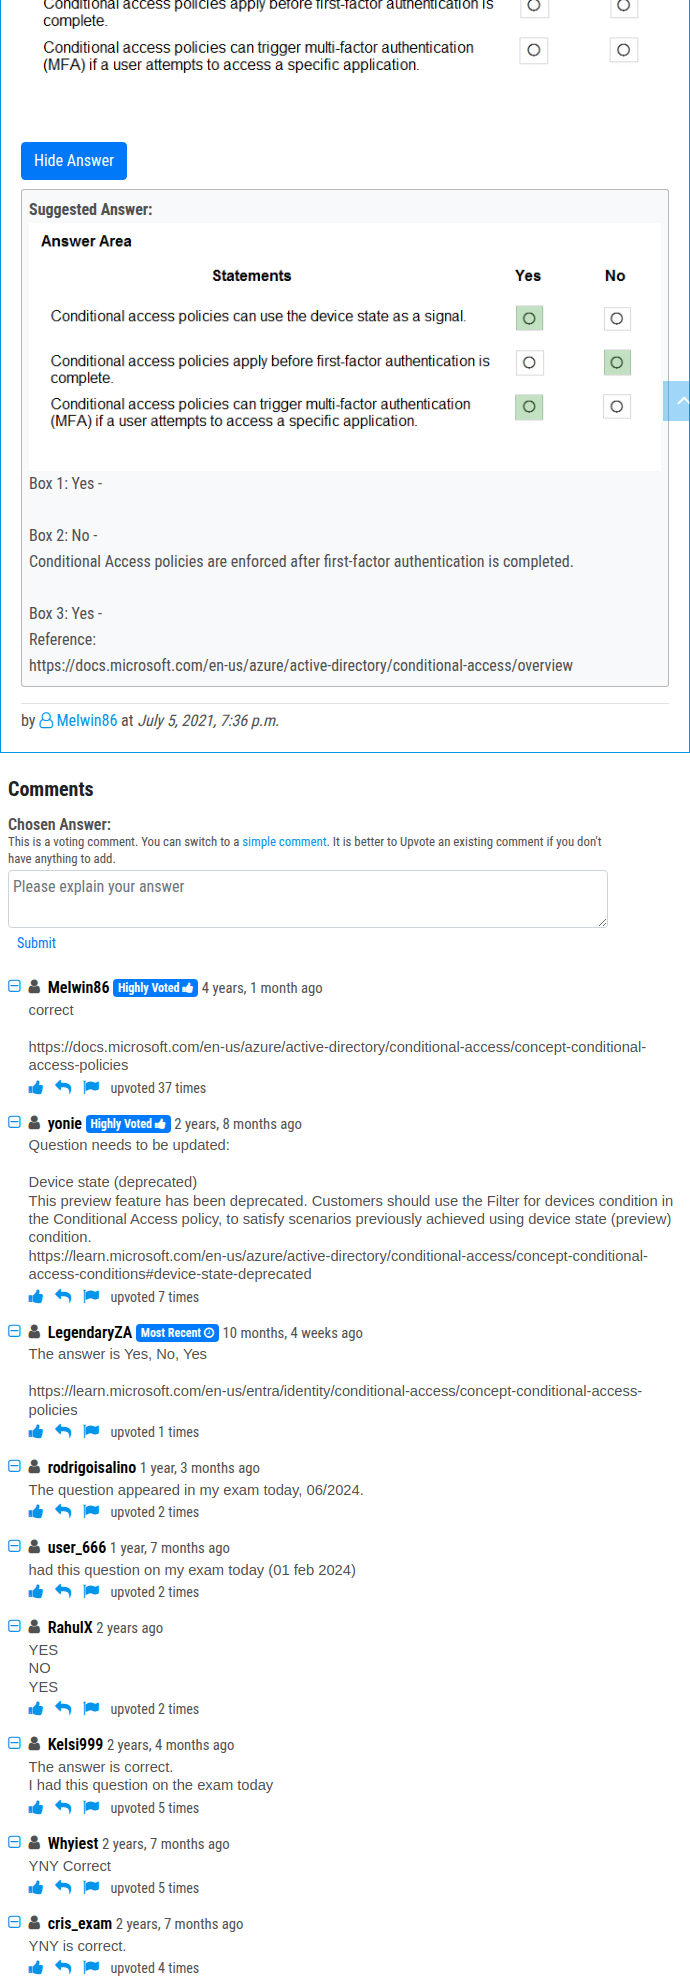 Conditional access policies apply before first-factor authentication is
complete.
Conditional access policies can trigger multi-factor authentication
(MFA) if a user attempts to access a specific application.
Hide Answer
Suggested Answer:
Answer Area
Statements Yes No
Conditional access policies can use the device state as a signal.
Conditional access policies apply before first-factor authentication is
complete.
Conditional access policies can trigger multi-factor authentication
(MFA) if a user attempts to access a specific application.
Box 1: Yes -
Box 2: No -
Conditional Access policies are enforced after first-factor authentication is completed.
Box 3: Yes -
Reference:
https://docs.microsoft.com/en-us/azure/active-directory/conditional-access/overview
by Melwin86 at July 5, 2021, 7:36 p.m.
Comments
Chosen Answer:
This is a voting comment. You can switch to a simple comment. It is better to Upvote an existing comment if you don't
have anything to add.
Please explain your answer
Submit
Melwin86 Highly Voted 4 years, 1 month ago
correct
https://docs.microsoft.com/en-us/azure/active-directory/conditional-access/concept-conditional-
access-policies
upvoted 37 times
yonie Highly Voted 2 years, 8 months ago
Question needs to be updated:
Device state (deprecated)
This preview feature has been deprecated. Customers should use the Filter for devices condition in
the Conditional Access policy, to satisfy scenarios previously achieved using device state (preview)
condition.
https://learn.microsoft.com/en-us/azure/active-directory/conditional-access/concept-conditional-
access-conditions#device-state-deprecated
upvoted 7 times
LegendaryZA Most Recent 10 months, 4 weeks ago
The answer is Yes, No, Yes
https://learn.microsoft.com/en-us/entra/identity/conditional-access/concept-conditional-access-
policies
upvoted 1 times
rodrigoisalino 1 year, 3 months ago
The question appeared in my exam today, 06/2024.
upvoted 2 times
user_666 1 year, 7 months ago
had this question on my exam today (01 feb 2024)
upvoted 2 times
RahulX 2 years ago
YES
NO
YES
upvoted 2 times
Kelsi999 2 years, 4 months ago
The answer is correct.
I had this question on the exam today
upvoted 5 times
Whyiest 2 years, 7 months ago
YNY Correct
upvoted 5 times
cris_exam 2 years, 7 months ago
YNY is correct.
upvoted 4 times